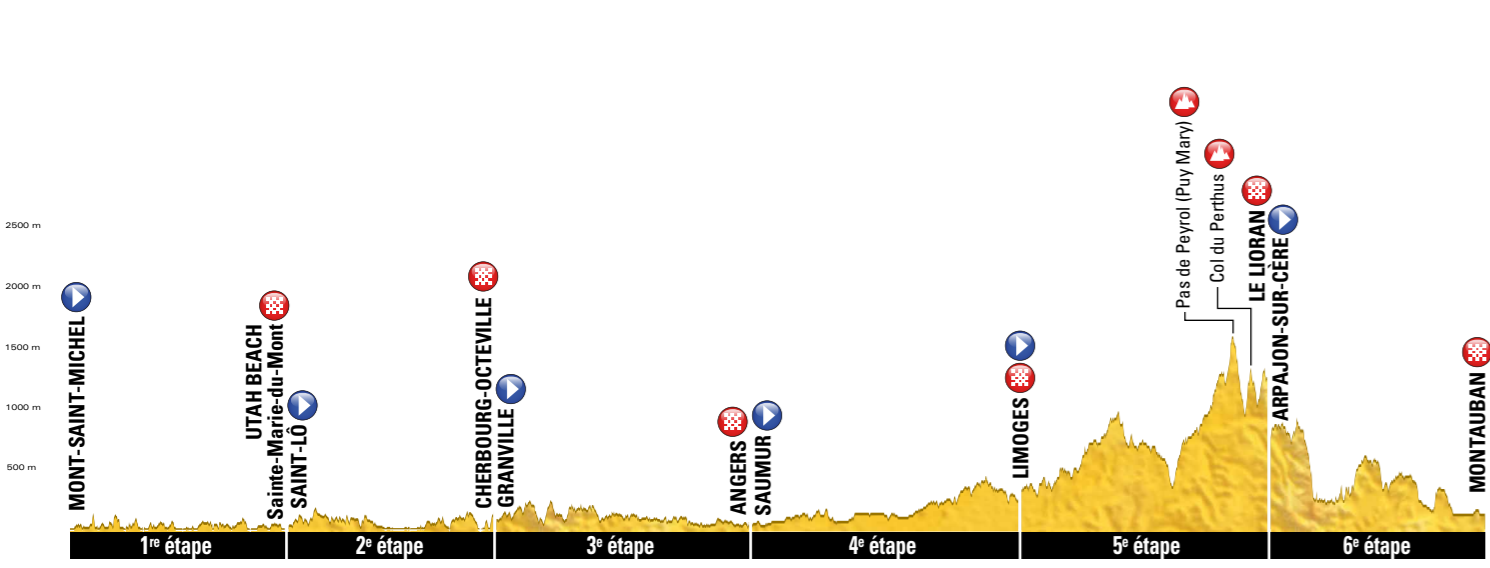 2500 m
2000 m
1500 m
1000 m
500 m
MONT-SAINT-MICHEL
UTAH BEACH
Sainte-Marie-du-Mont
SAINT-LÔ
CHERBOURG-OCTEVILLE
GRANVILLE
ANGERS
SAUMUR
LIMOGES
Pas de Peyrol (Puy Mary)
Col du Perthus
LE LIORAN
ARPAJON-SUR-CÈRE
MONTAUBAN
1re étape
2e étape
3e étape
4e étape
5e étape
6e étape